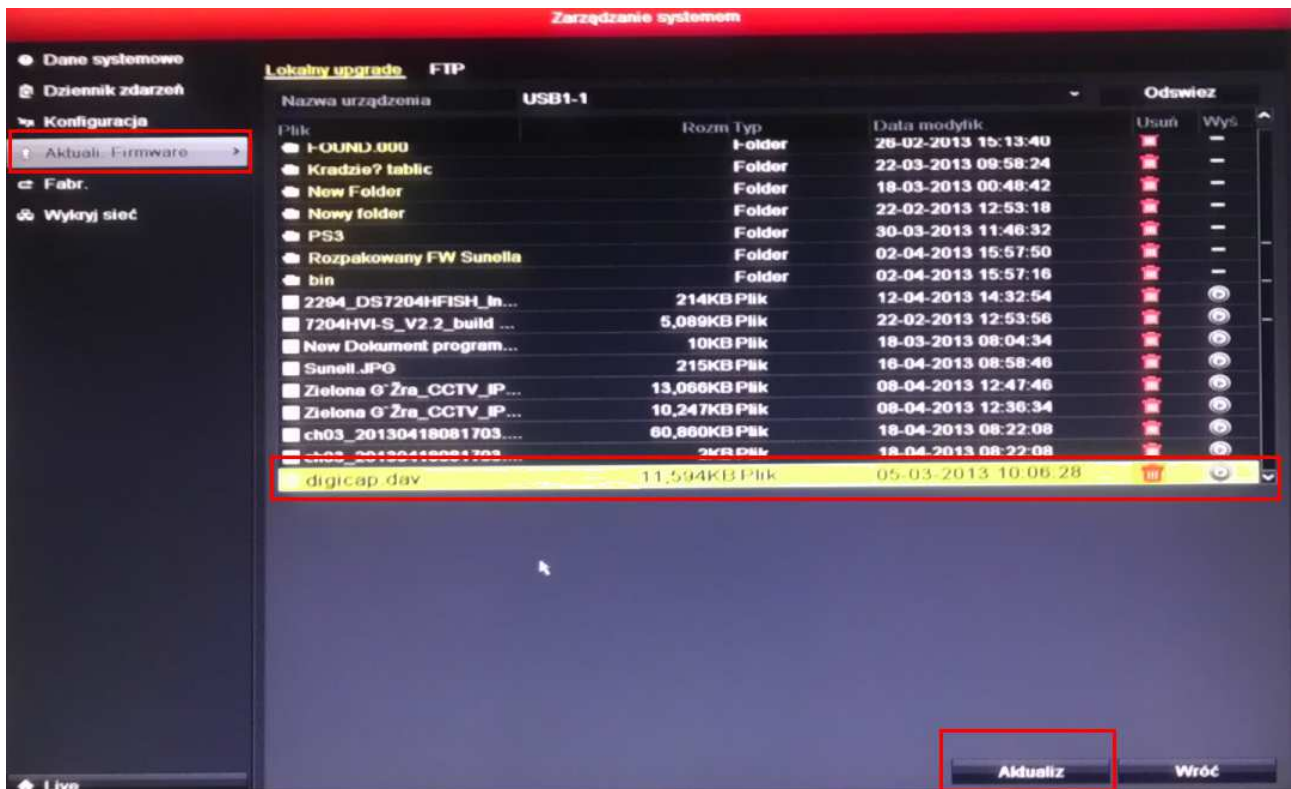 Zarządzanie systemom
Dane systemowe
Dziennik zdarzeń
Konfiguracja
Aktuali. Firmware >
Fabr.
Wykryj sieć
Live
Lokalny upgrade FTP
Nazwa urządzenia USB1-1 Odswiez
Plik Rozm Typ Data modyfik. Usuń Wyś
FOUND.000 Folder 26-02-2013 15:13:40 —
Kradzie? tablic Folder 22-03-2013 09:58:24 —
New Folder Folder 18-03-2013 00:48:42 —
Nowy folder Folder 22-02-2013 12:53:18 —
PS3 Folder 30-03-2013 11:46:32 —
Rozpakowany FW Sunella Folder 02-04-2013 15:57:50 —
bin Folder 02-04-2013 15:57:16 —
2294_DS7204HFISH_In... 214KB Plik 12-04-2013 14:32:54
7204HVI-S_V2.2_build ... 5,089KB Plik 22-02-2013 12:53:56
New Dokument program... 10KB Plik 18-03-2013 08:04:34
Sunell.JPG 215KB Plik 16-04-2013 08:58:46
Zielona G¨Žra_CCTV_IP... 13,066KB Plik 08-04-2013 12:47:46
Zielona G¨Žra_CCTV_IP... 10,247KB Plik 08-04-2013 12:36:34
ch03_20130418081703.... 60,860KB Plik 18-04-2013 08:22:08
ch03_20130418081703... 2KB Plik 18-04-2013 08:22:08
digicap.dav 11,594KB Plik 05-03-2013 10:06:28
Aktualiz Wróć